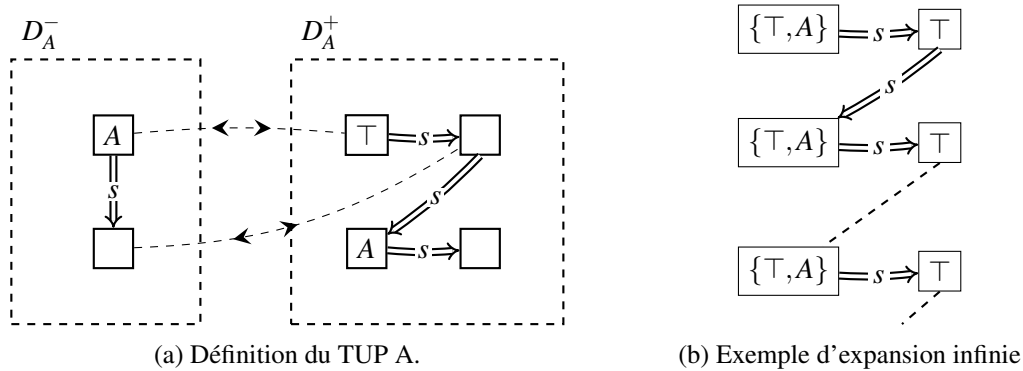 D_A^- D_A^+
{⊤, A} s ⊤
s
A ⊤ s
{⊤, A} s ⊤
s s
A s
{⊤, A} s ⊤
(a) Définition du TUP A.
(b) Exemple d'expansion infinie